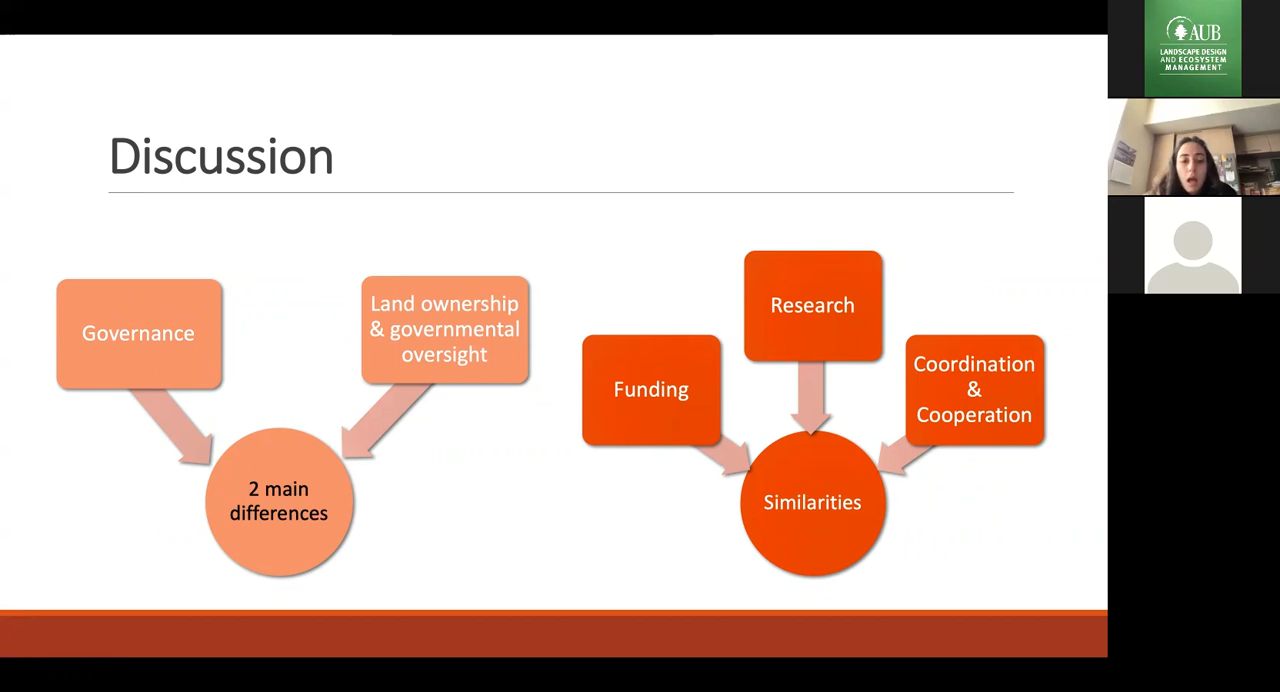 Discussion
Governance
Land ownership
& governmental
oversight
2 main
differences
Research
Funding
Coordination
&
Cooperation
Similarities
AUB
LANDSCAPE DESIGN
AND ECOSYSTEM
MANAGEMENT